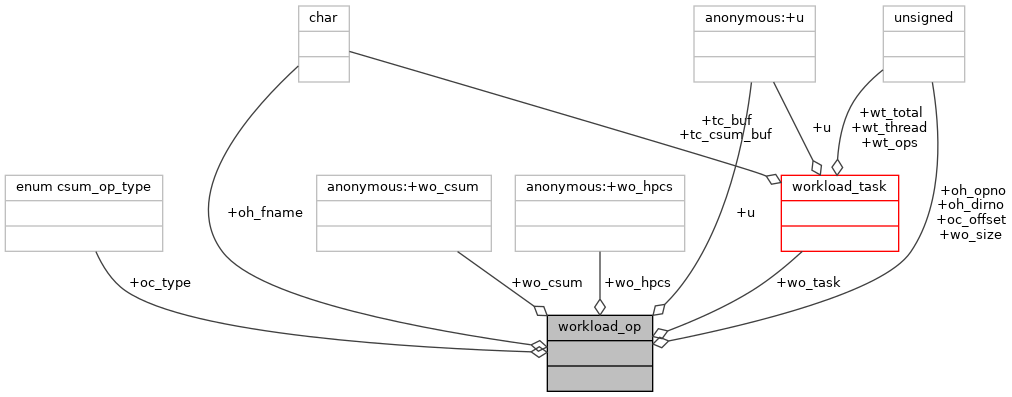 char
anonymous:+u
unsigned
+tc_buf
+tc_csum_buf
+u
+wt_total
+wt_thread
+wt_ops
enum csum_op_type
anonymous:+wo_csum
anonymous:+wo_hpcs
workload_task
+oh_fname
+u
+oh_opno
+oh_dirno
+oc_offset
+wo_size
+oc_type
+wo_csum
+wo_hpcs
+wo_task
workload_op